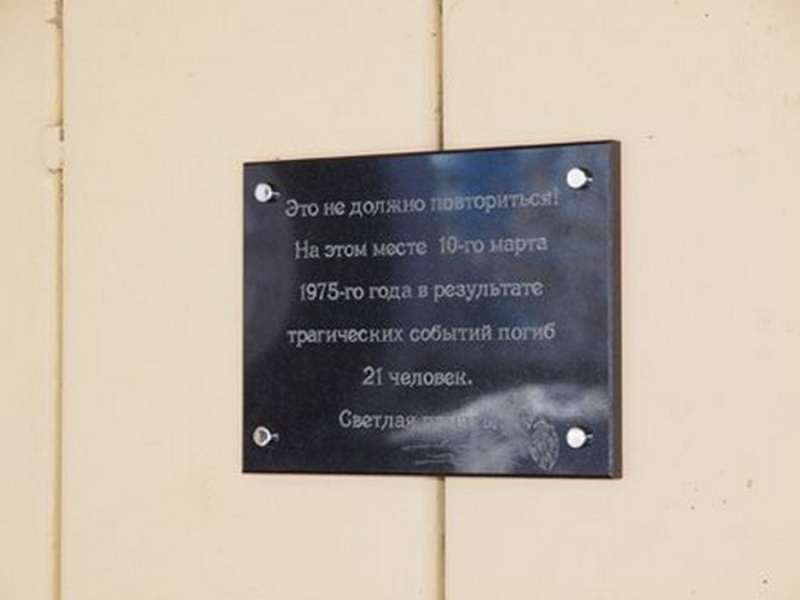 Это не должно повториться!
На этом месте 10-го марта
1975-го года в результате
трагических событий погиб
21 человек.
Светлая память